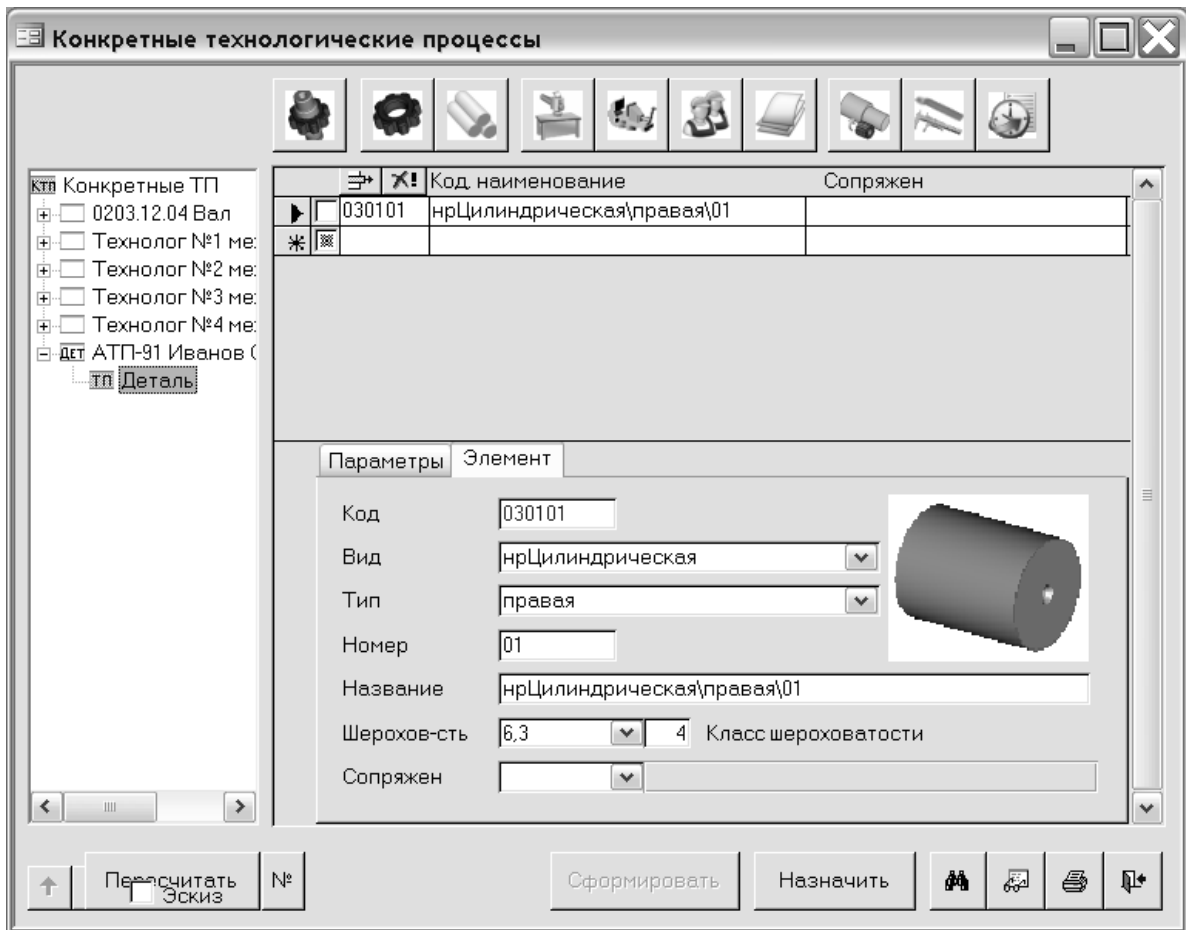 Конкретные технологические процессы
КТП Конкретные ТП
0203.12.04 Вал
Технолог №1 ме
Технолог №2 ме
Технолог №3 ме
Технолог №4 ме
ДЕТ АТП-91 Иванов (
ТП Деталь
Код, наименование Сопряжен
030101 нрЦилиндрическая\правая\01
Параметры Элемент
Код 030101
Вид нрЦилиндрическая
Тип правая
Номер 01
Название нрЦилиндрическая\правая\01
Шерохов-сть 6,3 4 Класс шероховатости
Сопряжен
Пересчитать № Сформировать Назначить
Эскиз